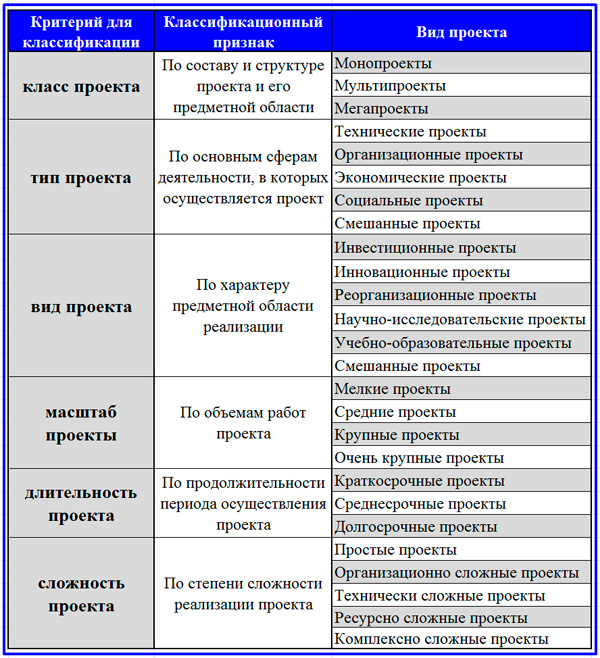 Критерий для
классификации
Классификационный
признак
Вид проекта
класс проекта
По составу и структуре
проекта и его
предметной области
Монопроекты
Мультипроекты
Мегапроекты
тип проекта
По основным сферам
деятельности, в которых
осуществляется проект
Технические проекты
Организационные проекты
Экономические проекты
Социальные проекты
Смешанные проекты
вид проекта
По характеру
предметной области
реализации
Инвестиционные проекты
Инновационные проекты
Реорганизационные проекты
Научно-исследовательские проекты
Учебно-образовательные проекты
Смешанные проекты
масштаб
проекты
По объемам работ
проекта
Мелкие проекты
Средние проекты
Крупные проекты
Очень крупные проекты
длительность
проекта
По продолжительности
периода осуществления
проекта
Краткосрочные проекты
Среднесрочные проекты
Долгосрочные проекты
сложность
проекта
По степени сложности
реализации проекта
Простые проекты
Организационно сложные проекты
Технически сложные проекты
Ресурсно сложные проекты
Комплексно сложные проекты